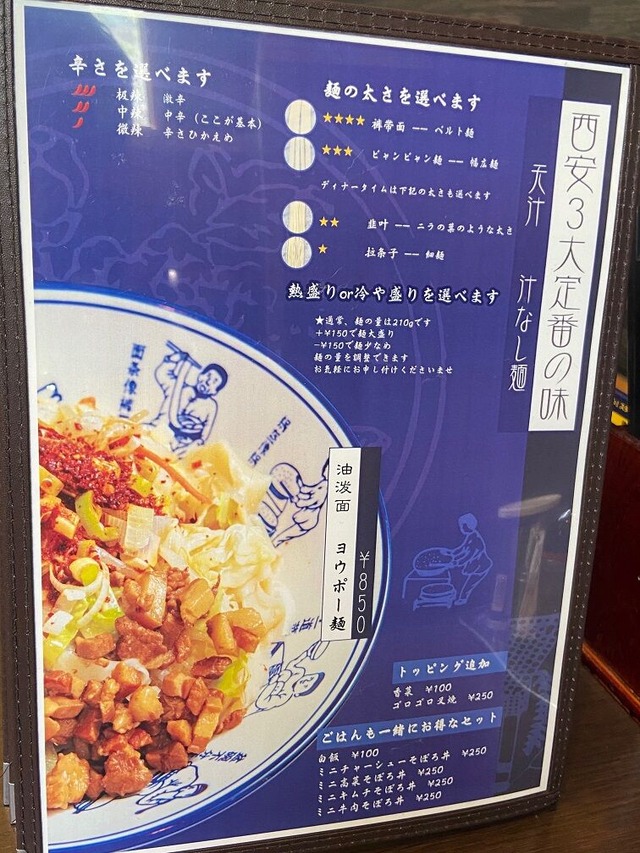 辛さを選べます
极辣 激辛
中辣 中辛（ここが基本）
微辣 辛さひかえめ
麺の太さを選べます
★★★★ 裤带面 ―― ベルト麺
★★★ ビャンビャン麺 ―― 幅広麺
ディナータイムは下記の太さも選べます
★★ 韭叶 ―― ニラの葉のような太さ
★ 拉条子 ―― 細麺
熱盛りor冷や盛りを選べます
★通常、麺の量は210gです
＋¥150で麺大盛り
−¥150で麺少なめ
麺の量を調整できます
お気軽にお申し付けくださいませ
西安3大定番の味
无汁 汁なし麺
油泼面 ヨウポー麺
¥850
トッピング追加
香菜 ¥100
ゴロゴロ叉焼 ¥250
ごはんも一緒にお得なセット
白飯 ¥100
ミニチャーシューそぼろ丼 ¥250
ミニ高菜そぼろ丼 ¥250
ミニキムチそぼろ丼 ¥250
ミニ牛肉そぼろ丼 ¥250